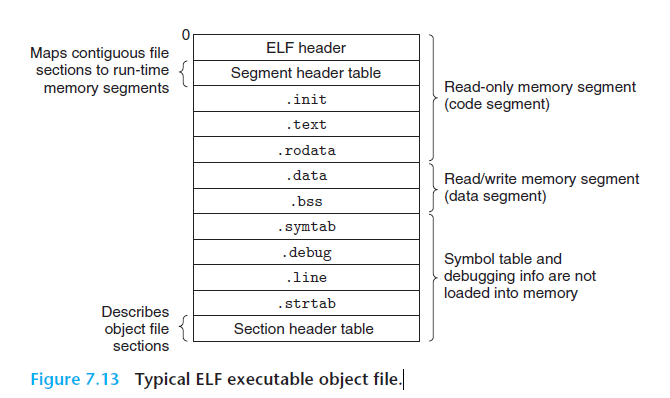 0
ELF header
Maps contiguous file
sections to run-time
memory segments
Segment header table
.init
.text
.rodata
Read-only memory segment
(code segment)
.data
.bss
Read/write memory segment
(data segment)
.symtab
.debug
.line
.strtab
Symbol table and
debugging info are not
loaded into memory
Describes
object file
sections
Section header table
Figure 7.13 Typical ELF executable object file.